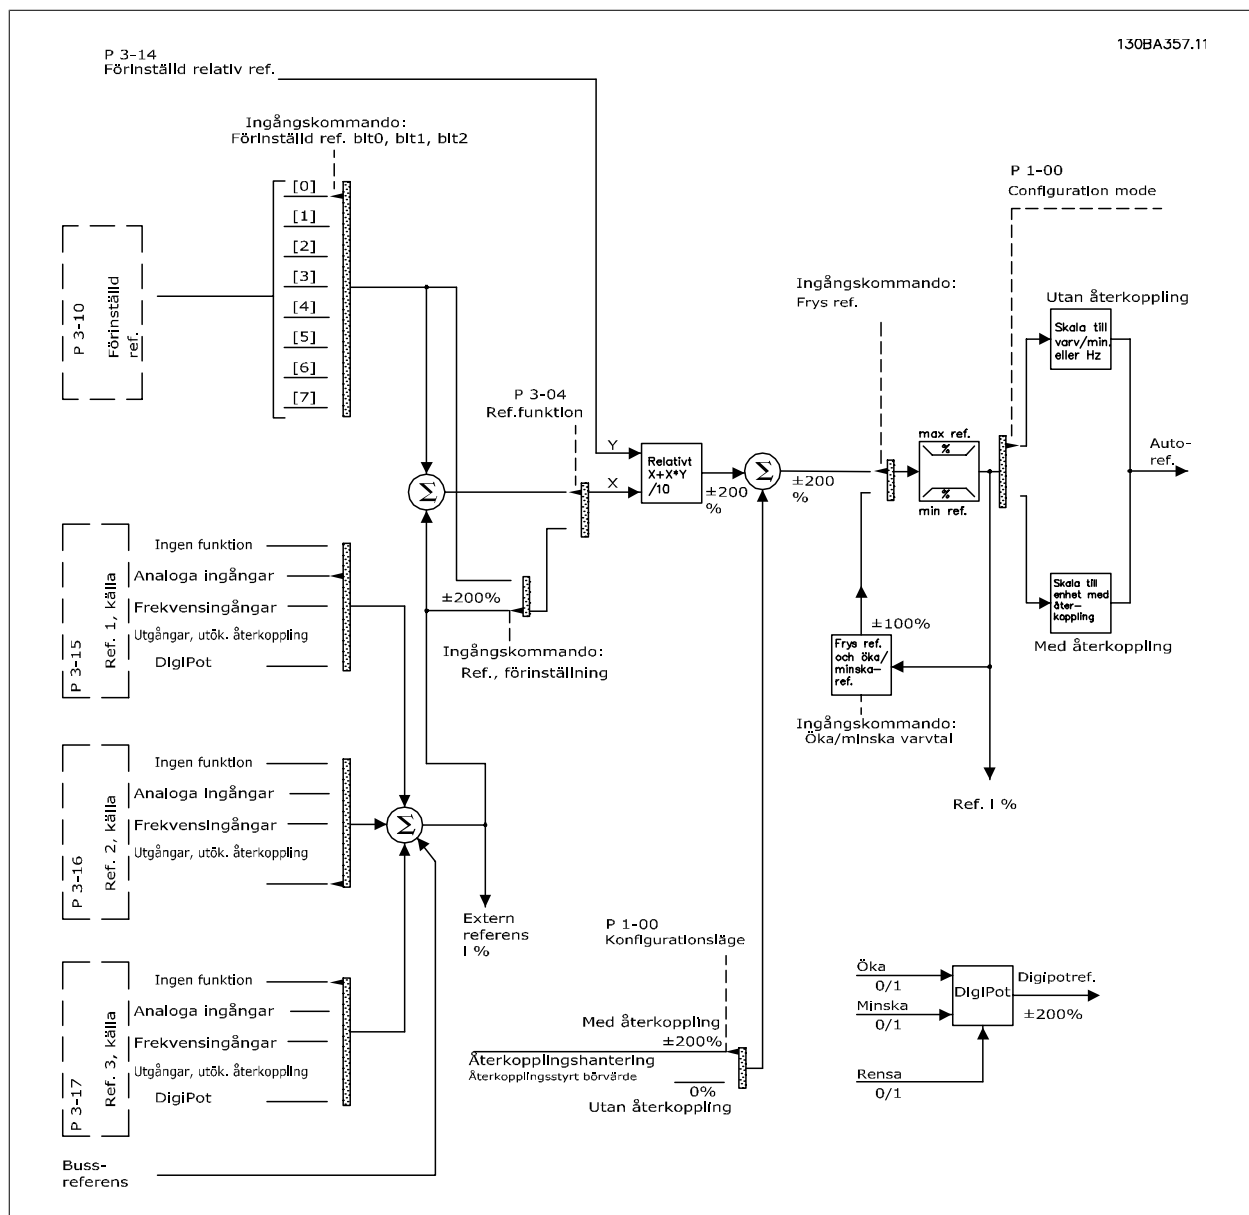 130BA357.11
P 3-14
Förinställd relativ ref.
Ingångskommando:
Förinställd ref. bit0, bit1, bit2
[0]
[1]
[2]
[3]
[4]
[5]
[6]
[7]
P 3-10
Förinställd
ref.
P 1-00
Configuration mode
Ingångskommando:
Frys ref.
Utan återkoppling
Skala till
varv/min.
eller Hz
P 3-04
Ref.funktion
Y
X
Relativt
X+X*Y
/10
±200
%
Σ
±200
%
max ref.
%
%
min ref.
Auto-
ref.
Σ
P 3-15
Ref. 1, källa
Ingen funktion
Analoga ingångar
Frekvensingångar
Utgångar, utök. återkoppling
DigiPot
±200%
Ingångskommando:
Ref., förinställning
±100%
Frys ref.
och öka/
minska-
ref.
Ingångskommando:
Öka/minska varvtal
Skala till
enhet med
åter-
koppling
Med återkoppling
Ref. i %
P 3-16
Ref. 2, källa
Ingen funktion
Analoga ingångar
Frekvensingångar
Utgångar, utök. återkoppling
Σ
Extern
referens
i %
P 1-00
Konfigurationsläge
Med återkoppling
±200%
Återkopplingshantering
Återkopplingsstyrt börvärde
0%
Utan återkoppling
P 3-17
Ref. 3, källa
Ingen funktion
Analoga ingångar
Frekvensingångar
Utgångar, utök. återkoppling
DigiPot
Öka
0/1
Minska
0/1
Rensa
0/1
DigiPot
Digipotref.
±200%
Buss-
referens